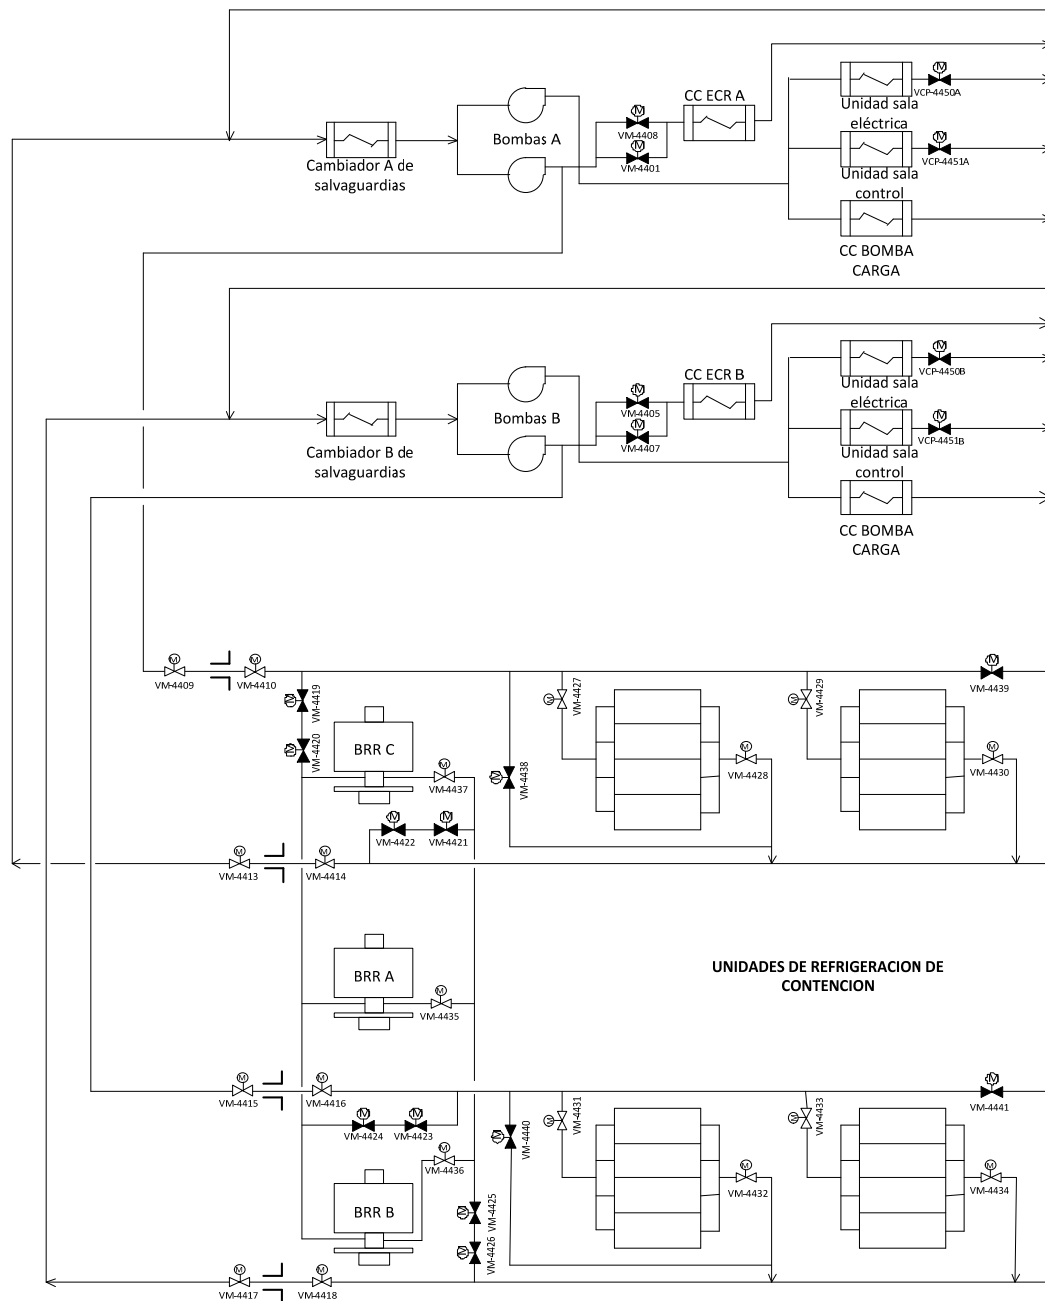 CC ECR A
M
VCP-4450A
Unidad sala
eléctrica
M
VM-4408
M
VM-4401
Bombas A
Cambiador A de
salvaguardias
M
VCP-4451A
Unidad sala
control
CC BOMBA
CARGA
CC ECR B
M
VCP-4450B
Unidad sala
eléctrica
M
VM-4405
M
VM-4407
Bombas B
Cambiador B de
salvaguardias
M
VCP-4451B
Unidad sala
control
CC BOMBA
CARGA
M
VM-4409
M
VM-4410
M
VM-4419
M
VM-4420
BRR C
M
VM-4437
M
VM-4438
M
VM-4427
M
VM-4428
M
VM-4429
M
VM-4430
M
VM-4439
M
VM-4422
M
VM-4421
M
VM-4413
M
VM-4414
BRR A
M
VM-4435
UNIDADES DE REFRIGERACION DE
CONTENCION
M
VM-4415
M
VM-4416
M
VM-4424
M
VM-4423
M
VM-4440
M
VM-4431
M
VM-4432
M
VM-4433
M
VM-4434
M
VM-4441
M
VM-4436
BRR B
M
VM-4425
M
VM-4426
M
VM-4417
M
VM-4418